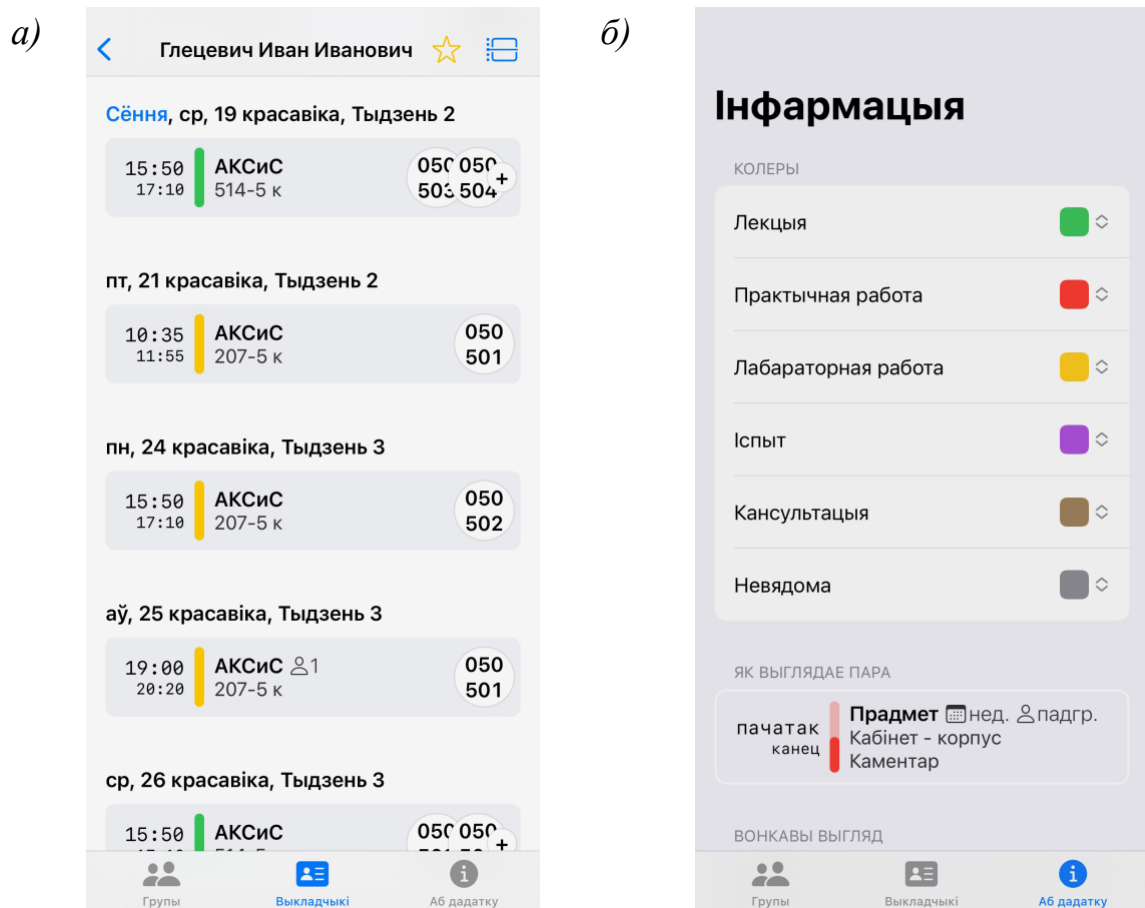 а)
Глецевич Иван Иванович
Сёння, ср, 19 красавіка, Тыдзень 2
15:50 АКСиС 050 050
17:10 514-5 к 503 504 +
пт, 21 красавіка, Тыдзень 2
10:35 АКСиС 050
11:55 207-5 к 501
пн, 24 красавіка, Тыдзень 3
15:50 АКСиС 050
17:10 207-5 к 502
аў, 25 красавіка, Тыдзень 3
19:00 АКСиС 1 050
20:20 207-5 к 501
ср, 26 красавіка, Тыдзень 3
15:50 АКСиС 050 050 +
Групы Выкладчыкі Аб дадатку
б)
Інфармацыя
КОЛЕРЫ
Лекцыя
Практычная работа
Лабараторная работа
Іспыт
Кансультацыя
Невядома
ЯК ВЫГЛЯДАЕ ПАРА
пачатак Прадмет нед. падгр.
канец Кабінет - корпус
Каментар
ВОНКАВЫ ВЫГЛЯД
Групы Выкладчыкі Аб дадатку